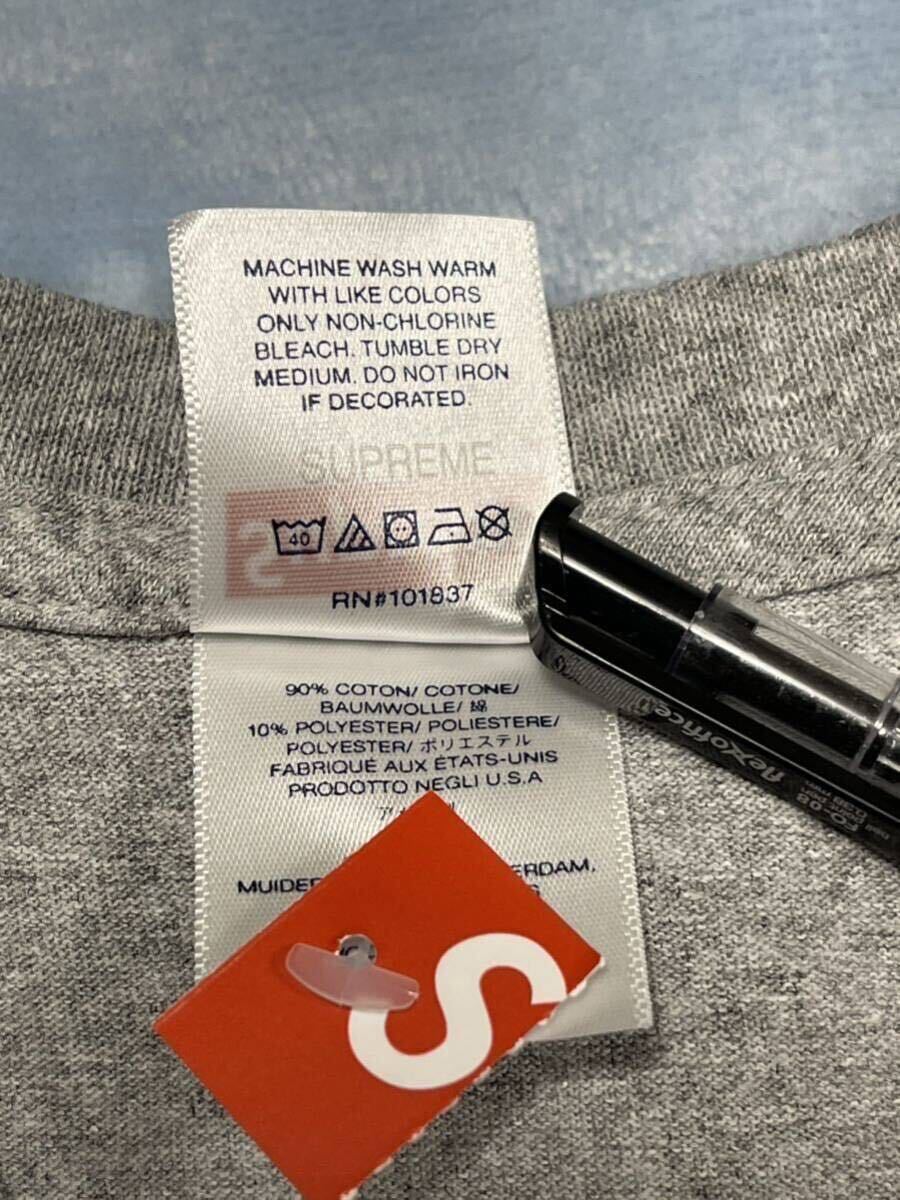 MACHINE WASH WARM
WITH LIKE COLORS
ONLY NON-CHLORINE
BLEACH. TUMBLE DRY
MEDIUM. DO NOT IRON
IF DECORATED.
SUPREME
40
RN#101837
90% COTON/ COTONE/
BAUMWOLLE/ 綿
10% POLYESTER/ POLIESTERE/
POLYESTER/ ポリエステル
FABRIQUÉ AUX ÉTATS-UNIS
PRODOTTO NEGLI U.S.A
S
flexoffice